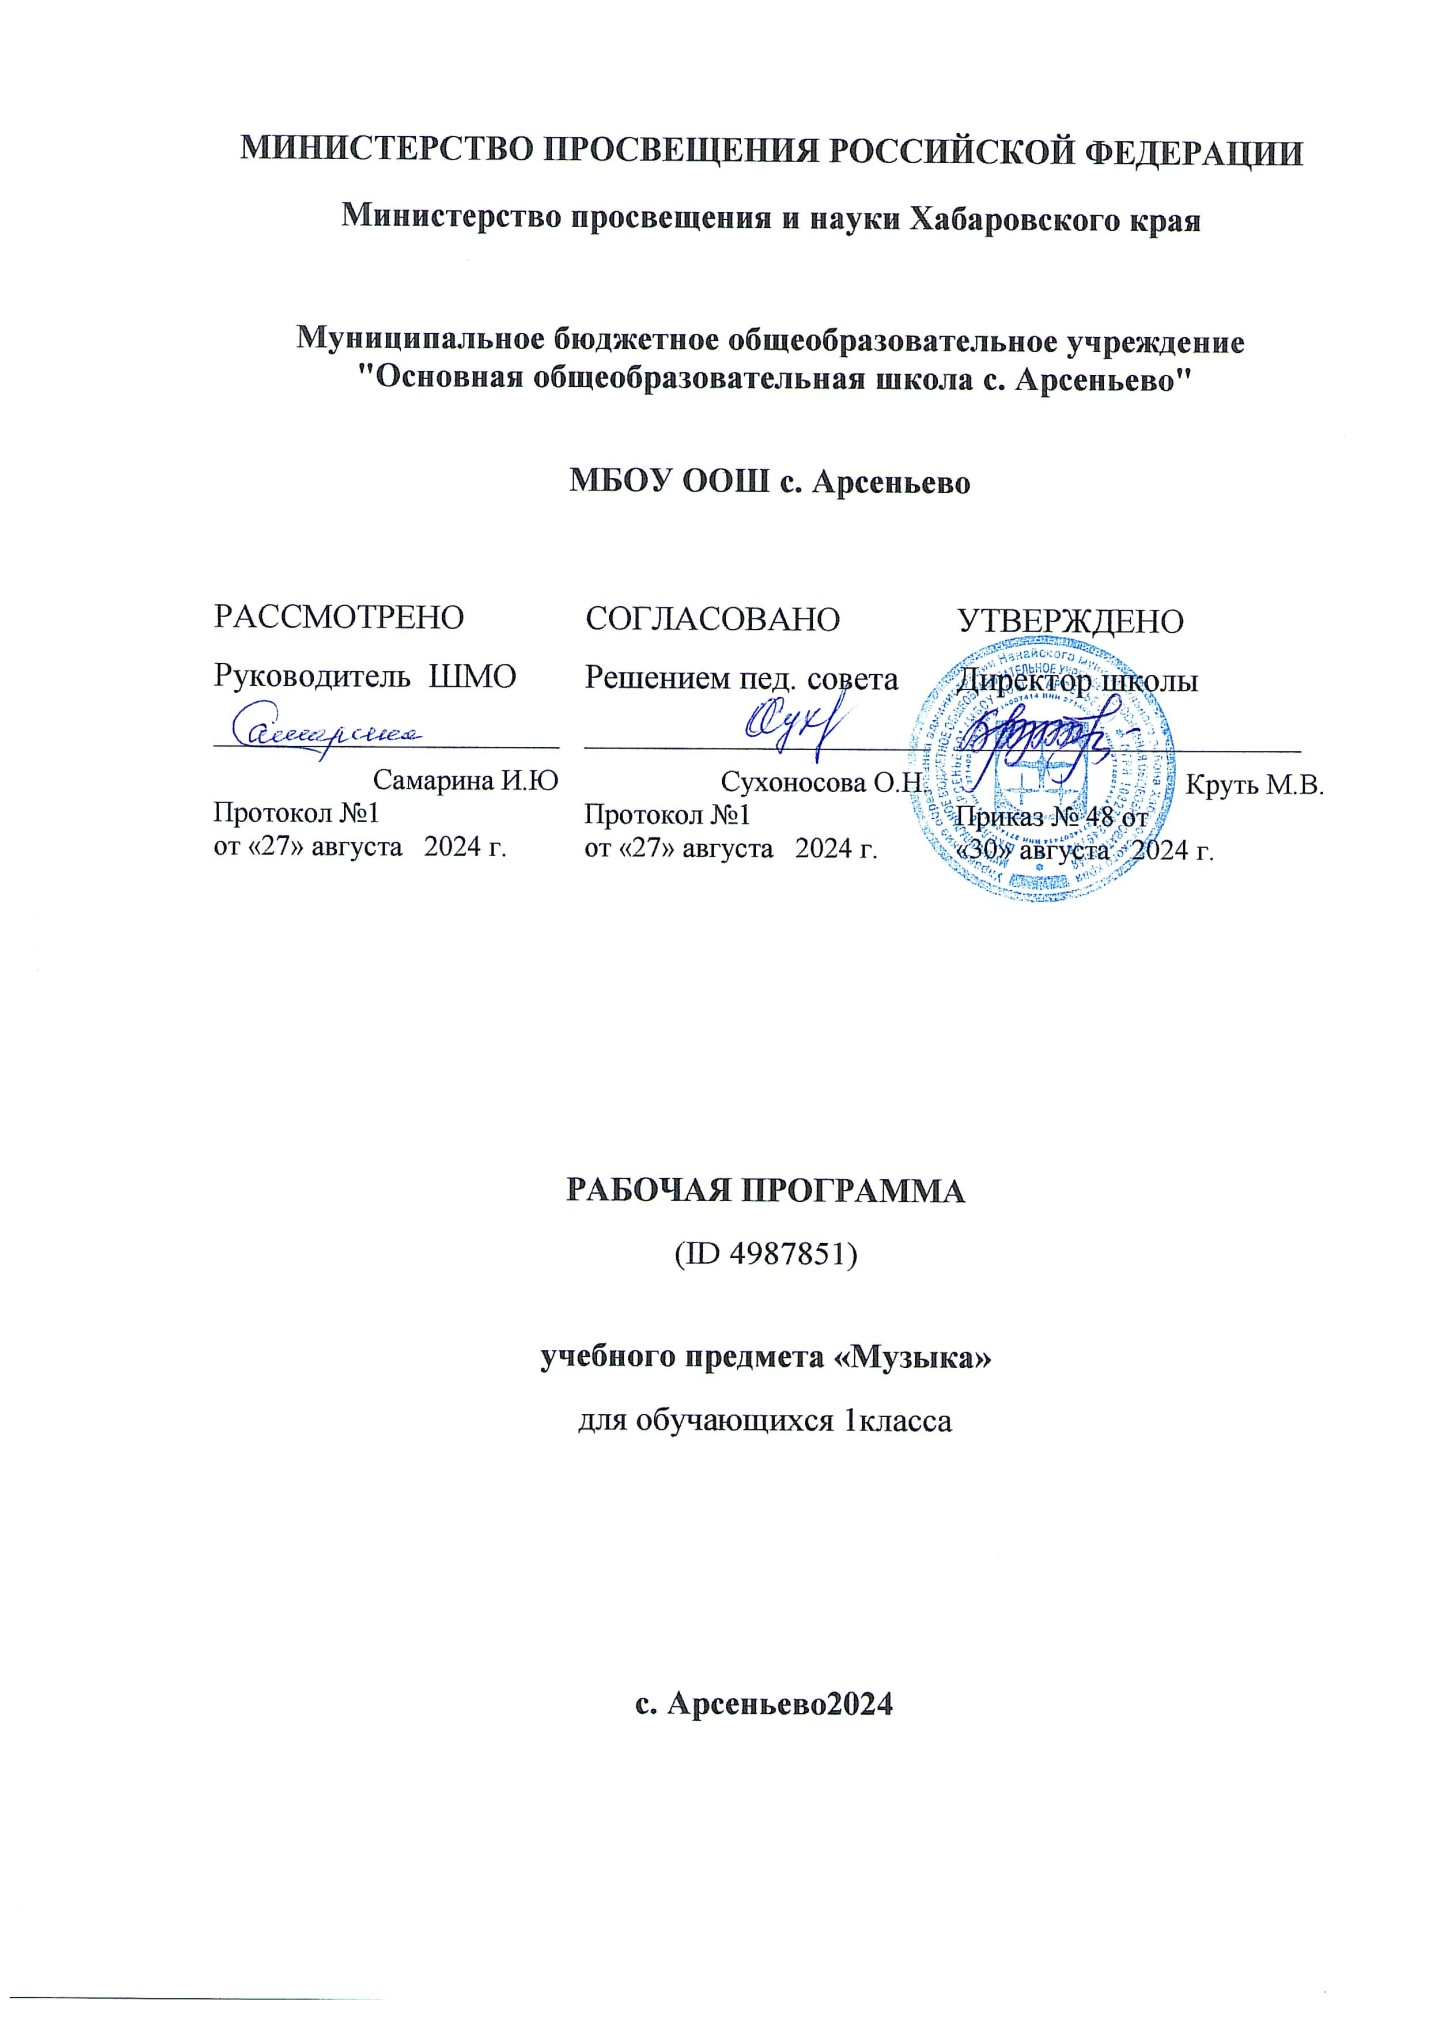 МИНИСТЕРСТВО ПРОСВЕЩЕНИЯ РОССИЙСКОЙ ФЕДЕРАЦИИ
Министерство просвещения и науки Хабаровского края
Муниципальное бюджетное общеобразовательное учреждение
"Основная общеобразовательная школа с. Арсеньево"
МБОУ ООШ с. Арсеньево
РАССМОТРЕНО
Руководитель ШМО
Самарина
Самарина И.Ю
Протокол №1
от «27» августа 2024 г.
СОГЛАСОВАНО
Решением пед. совета
Сухоносова О.Н.
Протокол №1
от «27» августа 2024 г.
УТВЕРЖДЕНО
Директор школы
Круть М.В.
Приказ № 48 от
«30» августа 2024 г.
РАБОЧАЯ ПРОГРАММА
(ID 4987851)
учебного предмета «Музыка»
для обучающихся 1класса
с. Арсеньево2024